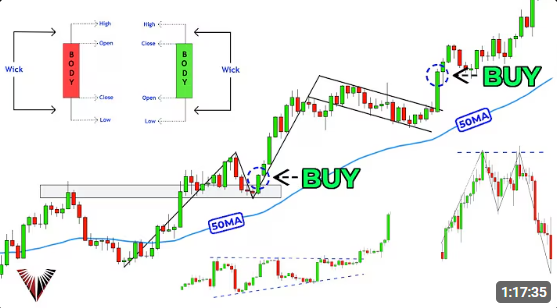 High
High
Open
Close
Wick
BODY
BODY
Wick
Close
Open
Low
Low
BUY
50MA
BUY
50MA
1:17:35